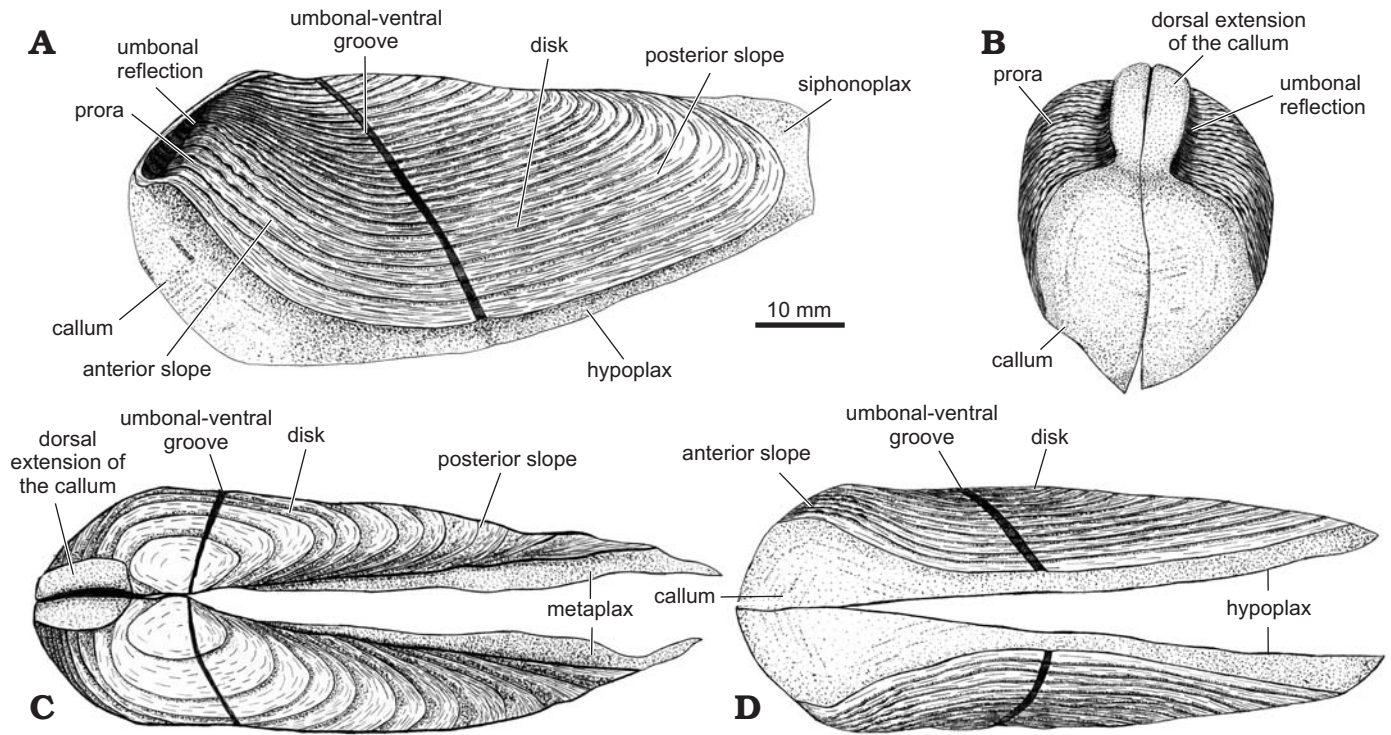 A
umbonal
reflection
prora
umbonal-ventral
groove
disk
posterior slope
siphonoplax
callum
anterior slope
hypoplax
10 mm
B
prora
dorsal extension
of the callum
umbonal
reflection
callum
C
dorsal
extension of
the callum
umbonal-ventral
groove
disk
posterior slope
metaplax
D
callum
anterior slope
umbonal-ventral
groove
disk
hypoplax